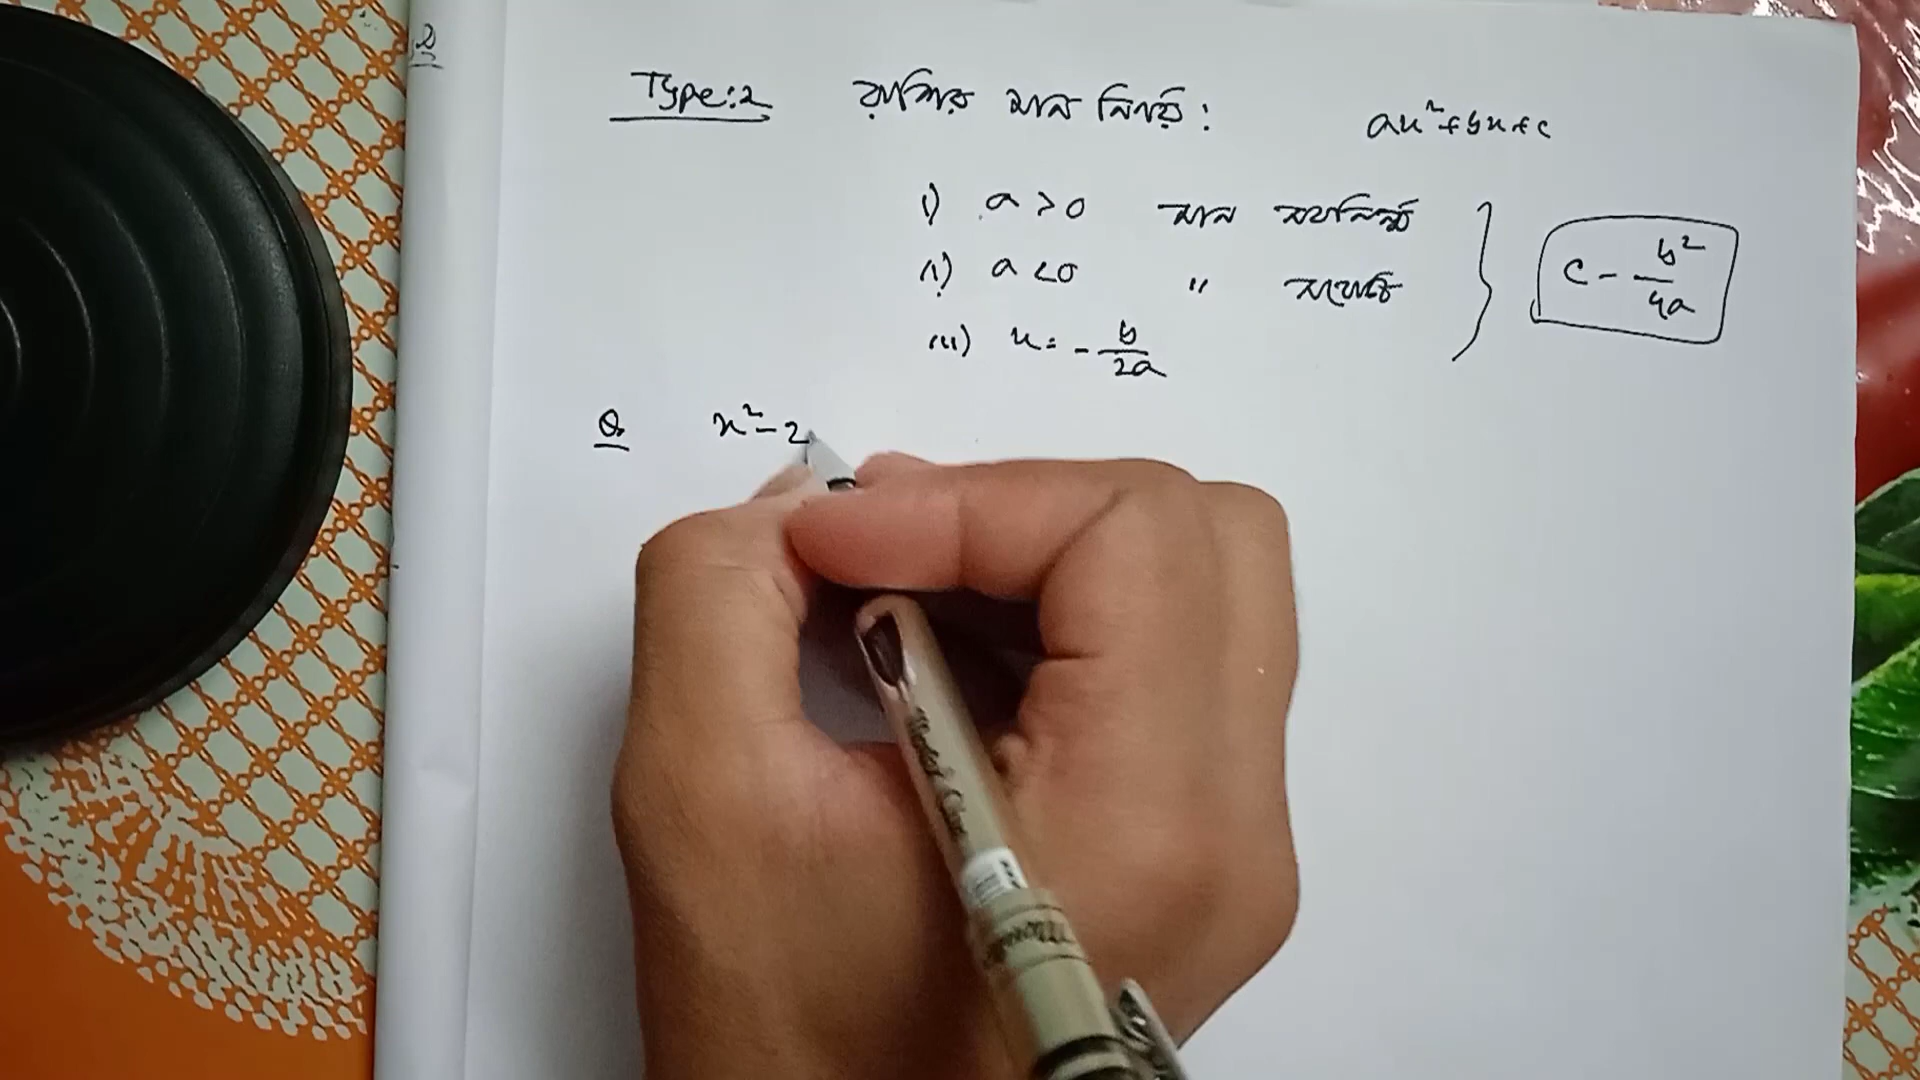 Type:2 রাশির মান নির্ণয় : ax²+bx+c
i) a>0 মান সর্বনিম্ন
ii) a<0 " সর্বোচ্চ
c - b²/4a
iii) x = -b/2a
Q x²-2